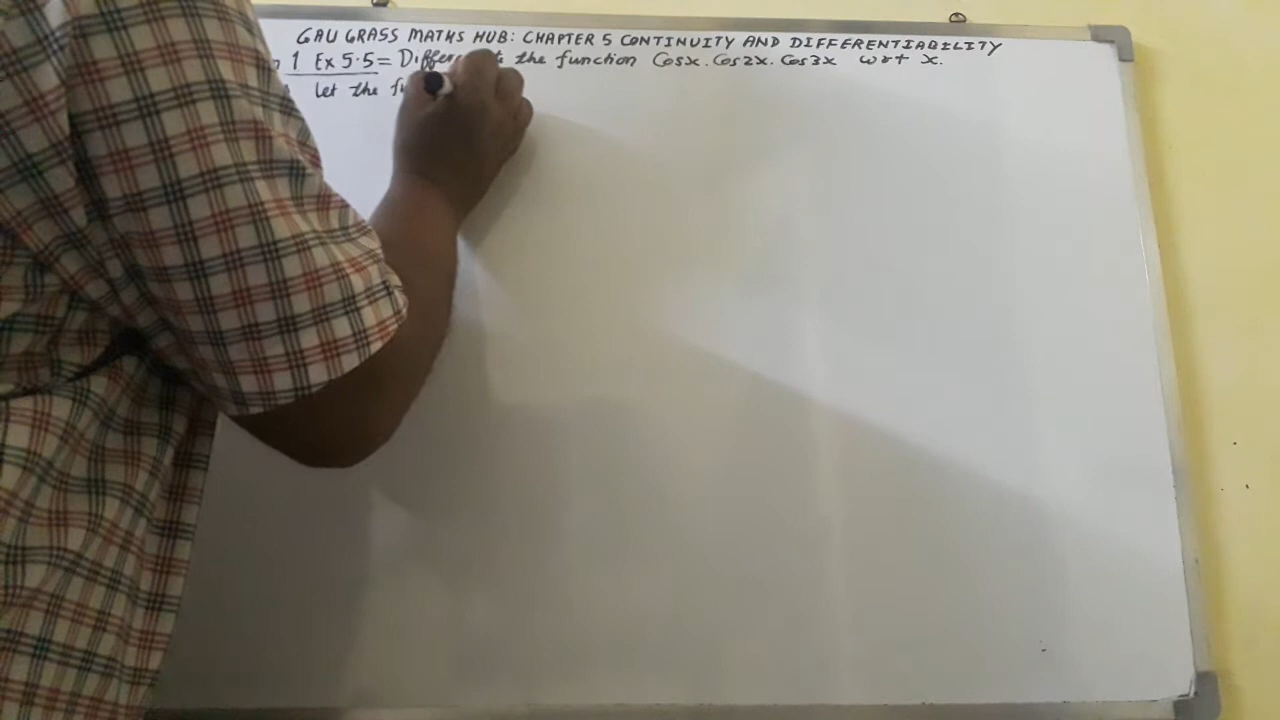 GAU GRASS MATHS HUB: CHAPTER 5 CONTINUITY AND DIFFERENTIABILITY
1 Ex 5.5 = the function Cosx. Cos2x. Cos3x wrt x.
let the